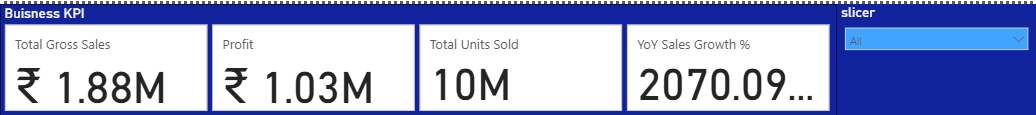 Buisness KPI
slicer
Total Gross Sales
₹ 1.88M
Profit
₹ 1.03M
Total Units Sold
10M
YoY Sales Growth %
2070.09...
All